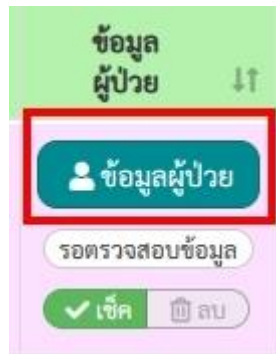 ข้อมูล
ผู้ป่วย
ข้อมูลผู้ป่วย
รอตรวจสอบข้อมูล
เช็ค ลบ